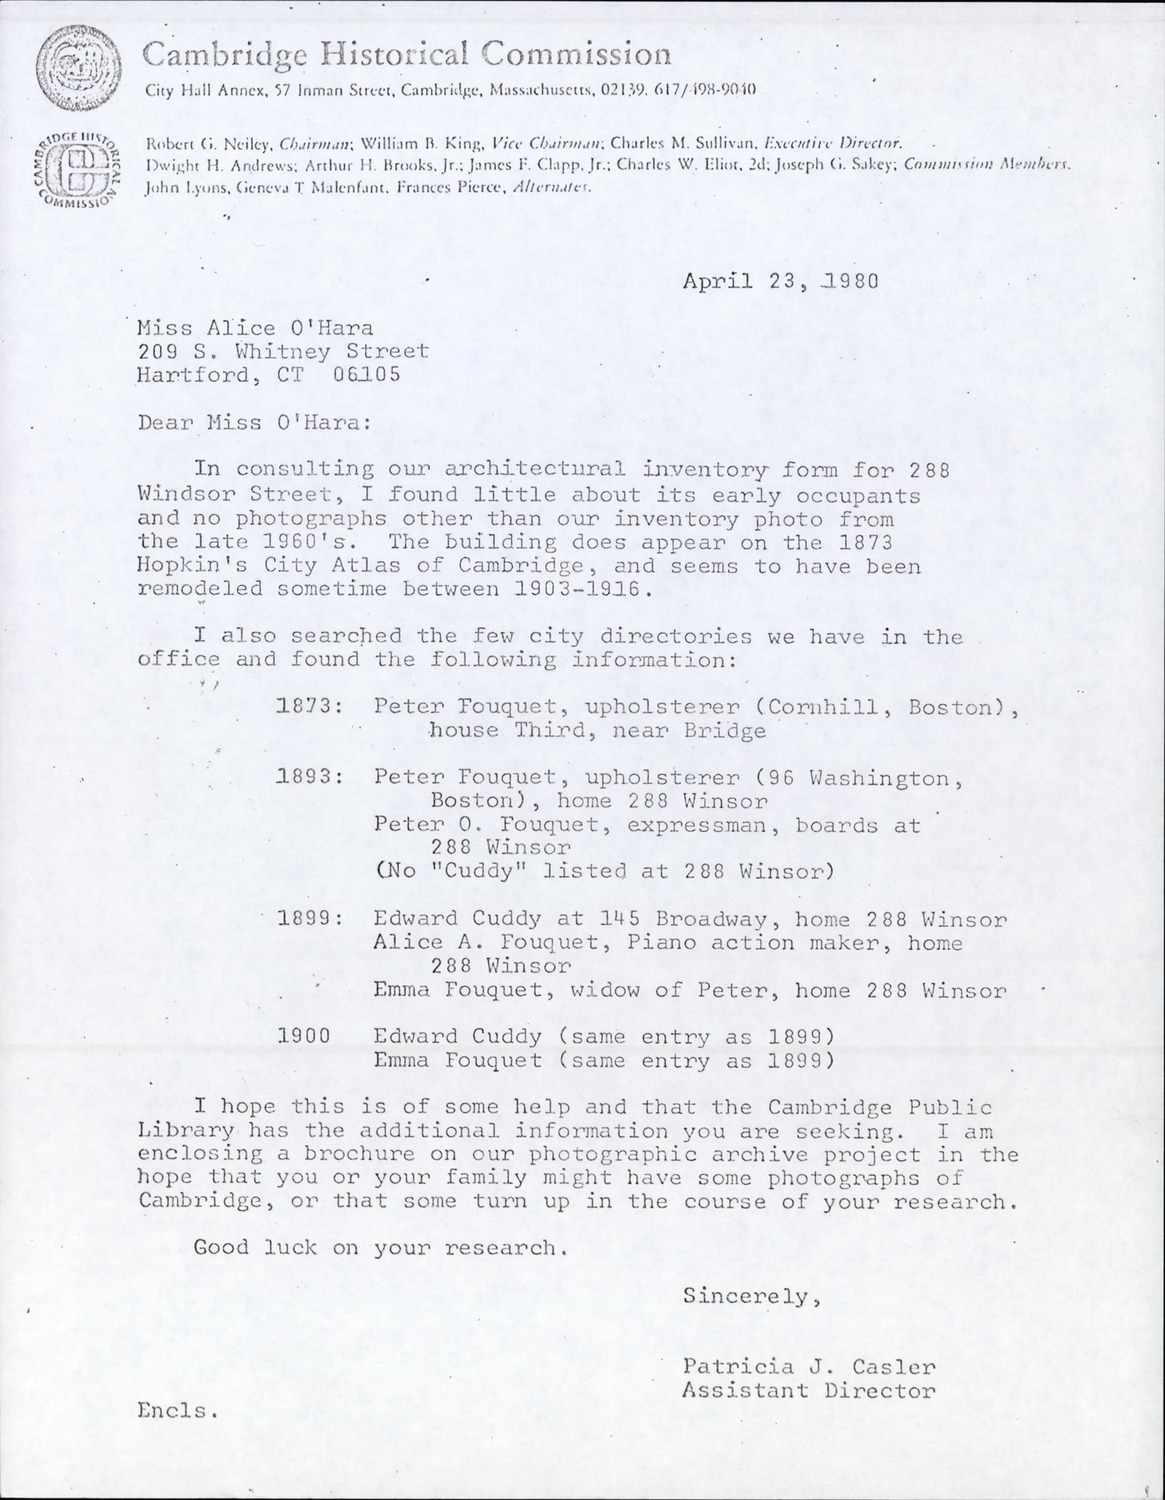 Cambridge Historical Commission
City Hall Annex, 57 Inman Street, Cambridge, Massachusetts, 02139. 617/498-9040
CAMBRIDGE HISTORICAL COMMISSION
Robert G. Neiley, Chairman; William B. King, Vice Chairman; Charles M. Sullivan, Executive Director.
Dwight H. Andrews; Arthur H. Brooks, Jr.; James F. Clapp, Jr.; Charles W. Eliot, 2d; Joseph G. Sakey; Commission Members.
John Lyons, Geneva T. Malenfant, Frances Pierce, Alternates.
April 23, 1980
Miss Alice O'Hara
209 S. Whitney Street
Hartford, CT 06105
Dear Miss O'Hara:
In consulting our architectural inventory form for 288
Windsor Street, I found little about its early occupants
and no photographs other than our inventory photo from
the late 1960's. The building does appear on the 1873
Hopkin's City Atlas of Cambridge, and seems to have been
remodeled sometime between 1903-1916.
I also searched the few city directories we have in the
office and found the following information:
1873: Peter Fouquet, upholsterer (Cornhill, Boston),
house Third, near Bridge
1893: Peter Fouquet, upholsterer (96 Washington,
Boston), home 288 Winsor
Peter O. Fouquet, expressman, boards at
288 Winsor
(No "Cuddy" listed at 288 Winsor)
1899: Edward Cuddy at 145 Broadway, home 288 Winsor
Alice A. Fouquet, Piano action maker, home
288 Winsor
Emma Fouquet, widow of Peter, home 288 Winsor
1900 Edward Cuddy (same entry as 1899)
Emma Fouquet (same entry as 1899)
I hope this is of some help and that the Cambridge Public
Library has the additional information you are seeking. I am
enclosing a brochure on our photographic archive project in the
hope that you or your family might have some photographs of
Cambridge, or that some turn up in the course of your research.
Good luck on your research.
Sincerely,
Patricia J. Casler
Assistant Director
Encls.